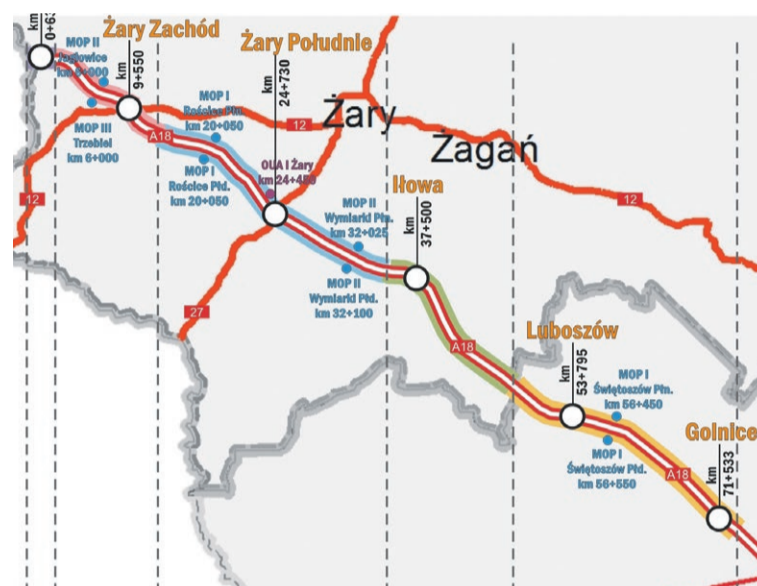 km
0+63
Żary Zachód
km
9+550
Żary Południe
km
24+730
MOP II
km 5+000
MOP III
Trzebiel
km 6+000
A18
MOP I
Rościce Płn.
km 20+050
MOP I
Rościce Płd.
km 20+050
12
Żary
Żagań
12
12
27
OUA I Żary
km 24+450
MOP II
Wymiarki Płn.
km 32+025
MOP II
Wymiarki Płd.
km 32+100
Iłowa
km
37+500
A18
Luboszów
km
53+795
MOP I
Świętoszów Płn.
km 56+450
MOP I
Świętoszów Płd.
km 56+550
A18
Golnice
km
71+533